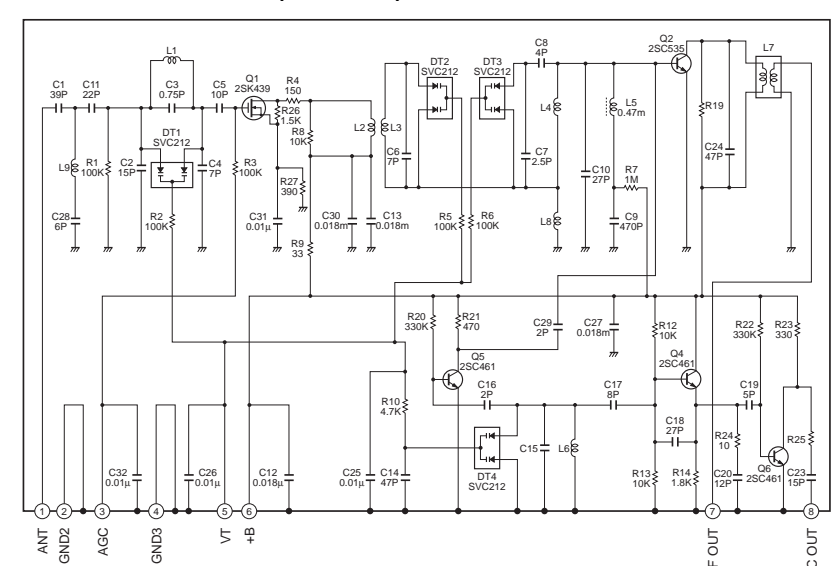 L1
C1
39P
C11
22P
C3
0.75P
C5
10P
Q1
2SK439
R4
150
R26
1.5K
R8
10K
DT1
SVC212
L9
R1
100K
C2
15P
C4
7P
R3
100K
R2
100K
C28
6P
R27
390
C31
0.01µ
C30
0.018m
C13
0.018m
R9
33
L2
L3
C6
7P
DT2
SVC212
DT3
SVC212
C8
4P
R5
100K
R6
100K
C7
2.5P
L4
L5
0.47m
C10
27P
R7
1M
C9
470P
L8
Q2
2SC535
R19
C24
47P
L7
R20
330K
R21
470
Q5
2SC461
C29
2P
C27
0.018m
R12
10K
Q4
2SC461
R22
330K
R23
330
C16
2P
C17
8P
C19
5P
R10
4.7K
C18
27P
R24
10
R25
C15
L6
DT4
SVC212
Q6
2SC461
C32
0.01µ
C26
0.01µ
C12
0.018µ
C25
0.01µ
C14
47P
R13
10K
R14
1.8K
C20
12P
C23
15P
1
2
3
4
5
6
7
8
ANT
GND2
AGC
GND3
VT
+B
F OUT
C OUT